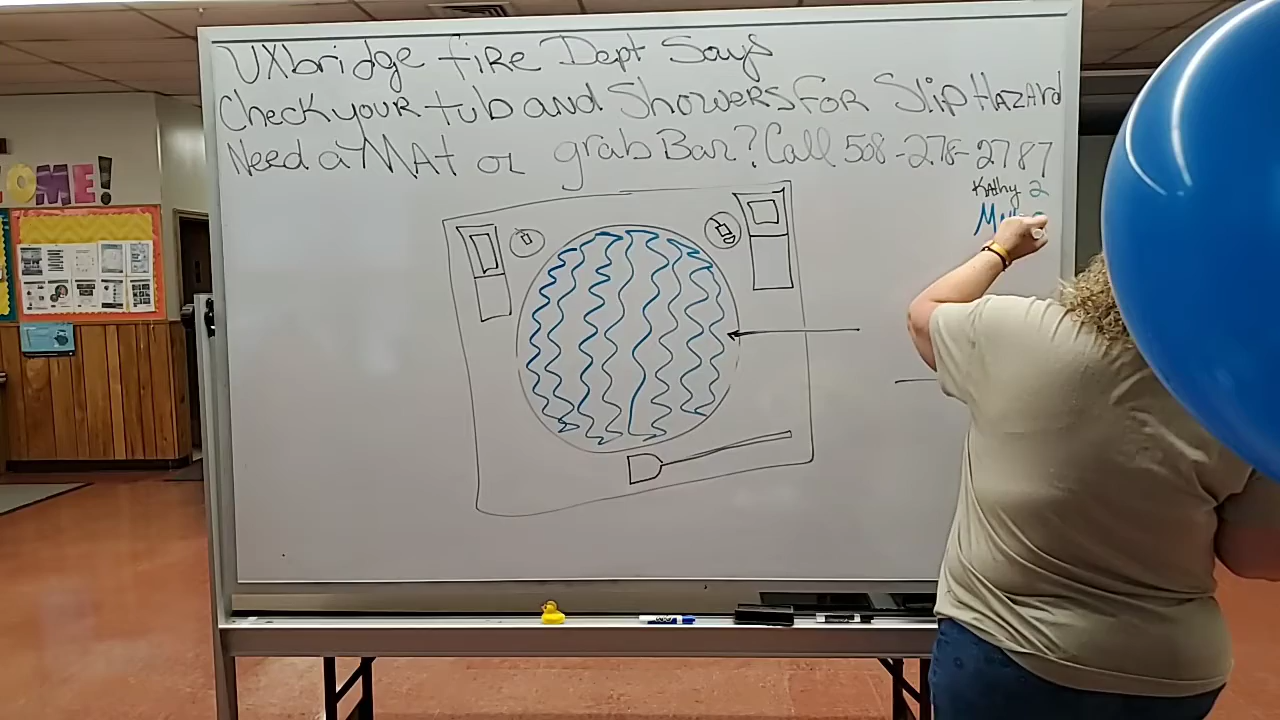 UXbridge fire Dept Says
Check your tub and Showers For Slip HAZARd
Need a MAt or grab Bar? Call 508-278-2787
Kathy 2
OME!